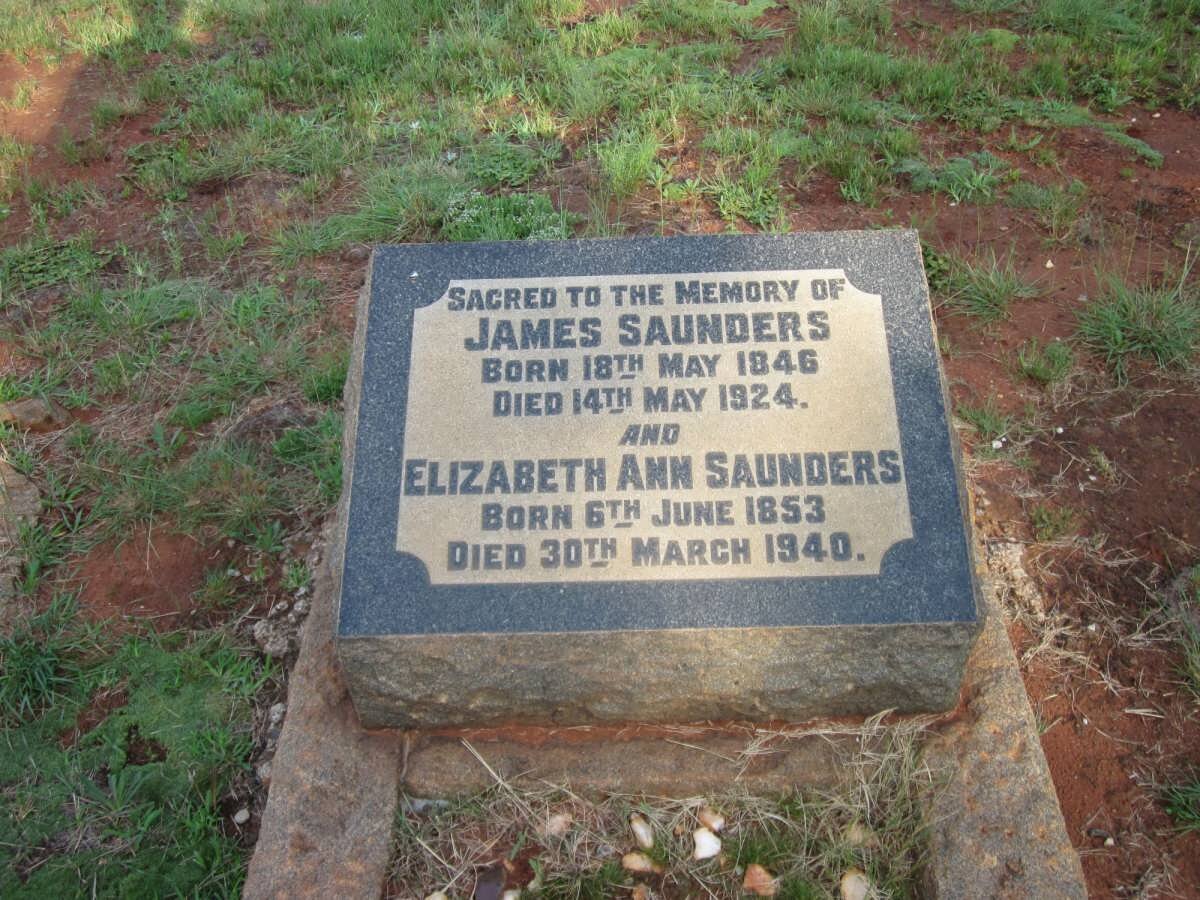 SACRED TO THE MEMORY OF
JAMES SAUNDERS
BORN 18TH MAY 1846
DIED 14TH MAY 1924.
AND
ELIZABETH ANN SAUNDERS
BORN 6TH JUNE 1853
DIED 30TH MARCH 1940.